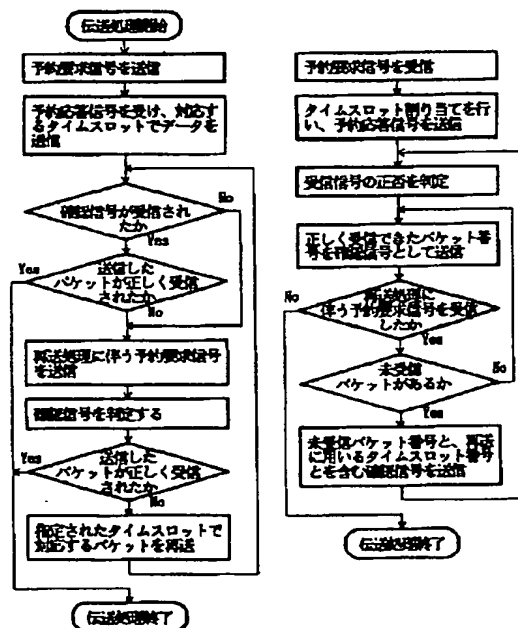 伝送処理開始
予約要求信号を送信
予約応答信号を受け、対応す
るタイムスロットでデータを
送信
確認信号が受信され
たか
No
Yes
送信した
パケットが正しく受信
されたか
Yes
No
再送処理に伴う予約要求信号
を送信
確認信号を判定する
送信した
パケットが正しく受信
されたか
Yes
No
指定されたタイムスロットで
対応するパケットを再送
伝送処理終了
予約要求信号を受信
タイムスロット割り当てを行
い、予約応答信号を送信
受信信号の正否を判定
正しく受信できたパケット番
号を確認信号として送信
再送処理に
伴う予約要求信号を受信
したか
No
Yes
未受信
パケットがあるか
No
Yes
未受信パケット番号と、再送
に用いるタイムスロット番号
とを含む確認信号を送信
伝送処理終了